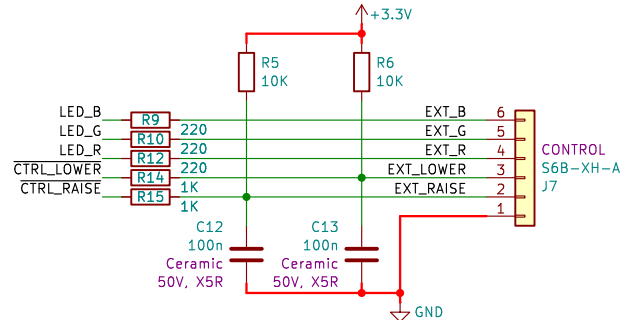 +3.3V
R5
10K
R6
10K
LED_B
R9
220
EXT_B
6
LED_G
R10
220
EXT_G
5
LED_R
R12
220
EXT_R
4
CTRL_LOWER
R14
1K
EXT_LOWER
3
CTRL_RAISE
R15
1K
EXT_RAISE
2
1
CONTROL
S6B-XH-A
J7
C12
100n
Ceramic
50V, X5R
C13
100n
Ceramic
50V, X5R
GND